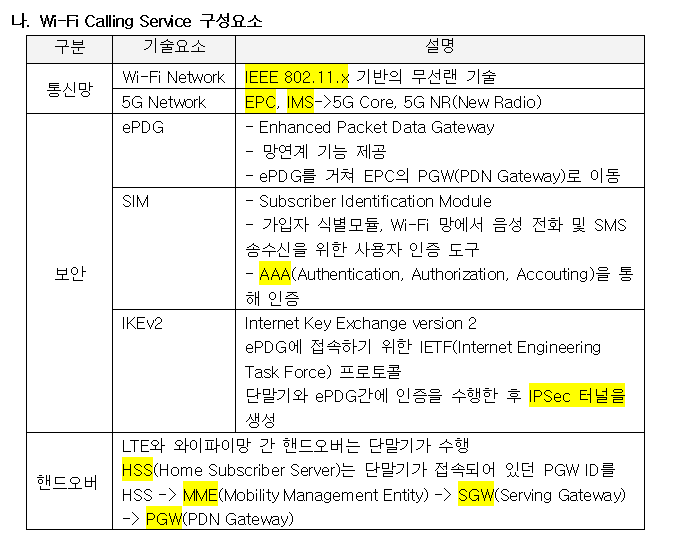 나. Wi-Fi Calling Service 구성요소
구분 기술요소 설명
통신망 Wi-Fi Network IEEE 802.11.x 기반의 무선랜 기술
5G Network EPC, IMS->5G Core, 5G NR(New Radio)
보안 ePDG - Enhanced Packet Data Gateway
- 망연계 기능 제공
- ePDG를 거쳐 EPC의 PGW(PDN Gateway)로 이동
SIM - Subscriber Identification Module
- 가입자 식별모듈, Wi-Fi 망에서 음성 전화 및 SMS
송수신을 위한 사용자 인증 도구
- AAA(Authentication, Authorization, Accouting)을 통
해 인증
IKEv2 Internet Key Exchange version 2
ePDG에 접속하기 위한 IETF(Internet Engineering
Task Force) 프로토콜
단말기와 ePDG간에 인증을 수행한 후 IPSec 터널을
생성
핸드오버 LTE와 와이파이망 간 핸드오버는 단말기가 수행
HSS(Home Subscriber Server)는 단말기가 접속되어 있던 PGW ID를
HSS -> MME(Mobility Management Entity) -> SGW(Serving Gateway)
-> PGW(PDN Gateway)